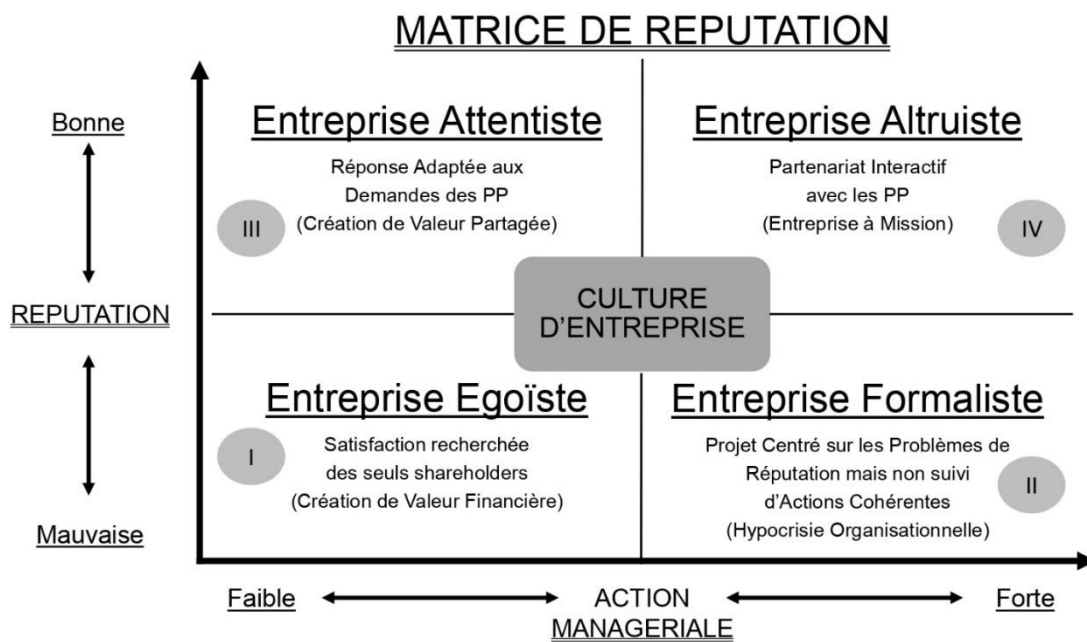 MATRICE DE REPUTATION
Bonne
REPUTATION
Mauvaise
Entreprise Attentiste
Réponse Adaptée aux
Demandes des PP
(Création de Valeur Partagée)
III
Entreprise Altruiste
Partenariat Interactif
avec les PP
(Entreprise à Mission)
IV
CULTURE
D’ENTREPRISE
Entreprise Egoïste
Satisfaction recherchée
des seuls shareholders
(Création de Valeur Financière)
I
Entreprise Formaliste
Projet Centré sur les Problèmes de
Réputation mais non suivi
d’Actions Cohérentes
(Hypocrisie Organisationnelle)
II
Faible
ACTION
MANAGERIALE
Forte